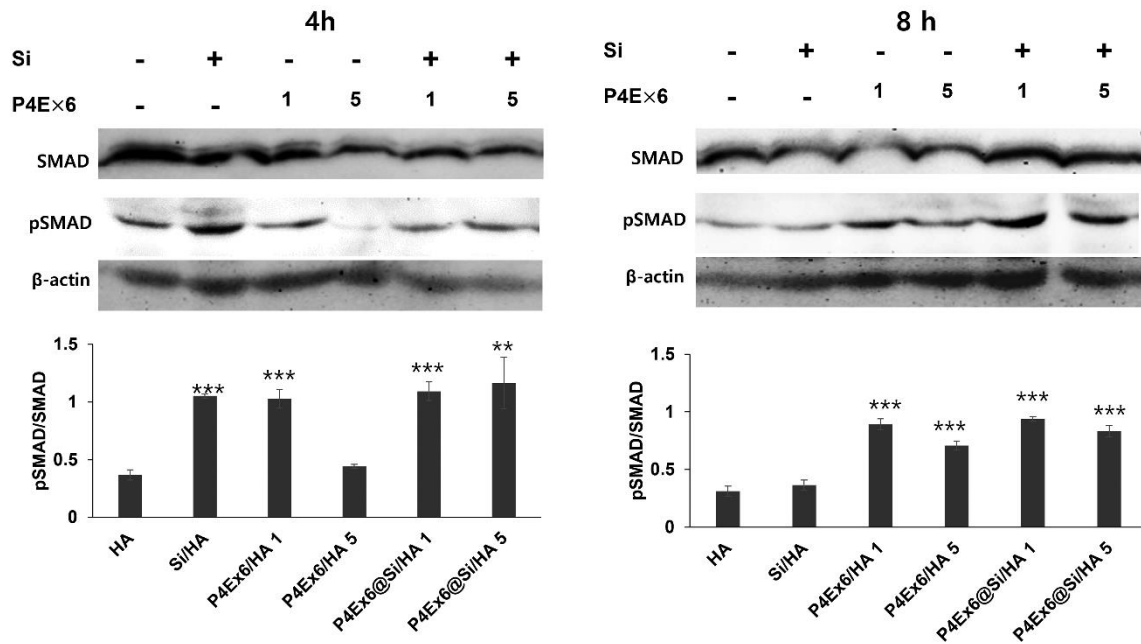 4h
Si - + - - + +
P4E×6 - - 1 5 1 5
SMAD
pSMAD
β-actin
1.5
1
0.5
0
pSMAD/SMAD
***
***
***
**
HA
Si/HA
P4Ex6/HA 1
P4Ex6/HA 5
P4Ex6@Si/HA 1
P4Ex6@Si/HA 5
8 h
Si - + - - + +
P4E×6 - - 1 5 1 5
SMAD
pSMAD
β-actin
1.5
1
0.5
0
pSMAD/SMAD
***
***
***
***
HA
Si/HA
P4Ex6/HA 1
P4Ex6/HA 5
P4Ex6@Si/HA 1
P4Ex6@Si/HA 5